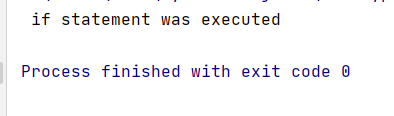 if statement was executed
Process finished with exit code 0